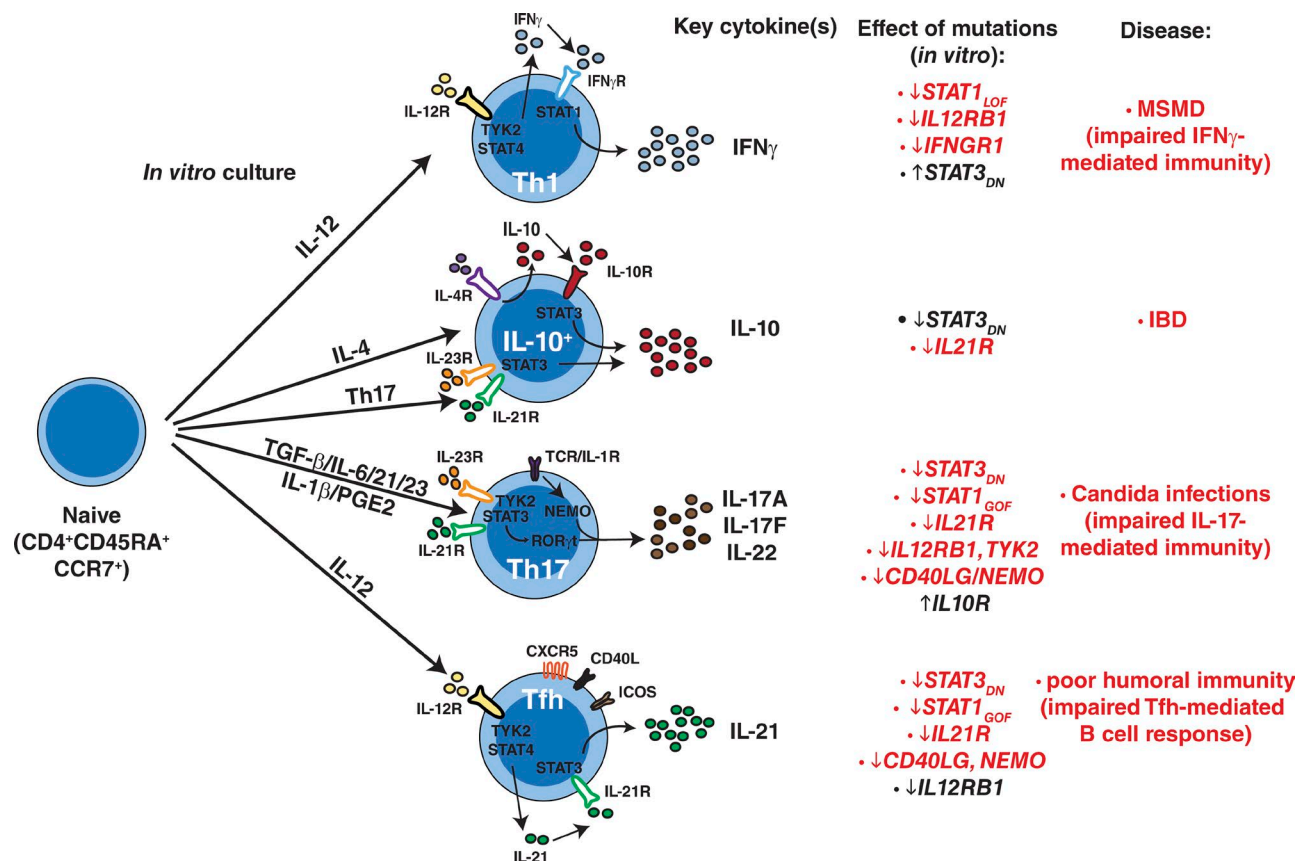 Key cytokine(s)
Effect of mutations
(in vitro):
Disease:
In vitro culture
Naive
(CD4⁺CD45RA⁺
CCR7⁺)
IL-12
IL-4
Th17
TGF-β/IL-6/21/23
IL-1β/PGE2
IL-12
IFNγ
IL-12R
IFNγR
TYK2
STAT4
STAT1
Th1
IFNγ
• ↓STAT1LOF
• ↓IL12RB1
• ↓IFNGR1
• ↑STAT3DN
• MSMD
(impaired IFNγ-
mediated immunity)
IL-10
IL-4R
IL-10R
STAT3
IL-10⁺
IL-23R
STAT3
IL-21R
IL-10
• ↓STAT3DN
• ↓IL21R
• IBD
IL-23R
TCR/IL-1R
TYK2
STAT3
NEMO
IL-21R
RORγt
Th17
IL-17A
IL-17F
IL-22
• ↓STAT3DN
• ↓STAT1GOF
• ↓IL21R
• ↓IL12RB1, TYK2
• ↓CD40LG/NEMO
↑IL10R
• Candida infections
(impaired IL-17-
mediated immunity)
CXCR5
CD40L
ICOS
IL-12R
Tfh
TYK2
STAT4
STAT3
IL-21R
IL-21
IL-21
• ↓STAT3DN
• ↓STAT1GOF
• ↓IL21R
• ↓CD40LG, NEMO
• ↓IL12RB1
• poor humoral immunity
(impaired Tfh-mediated
B cell response)